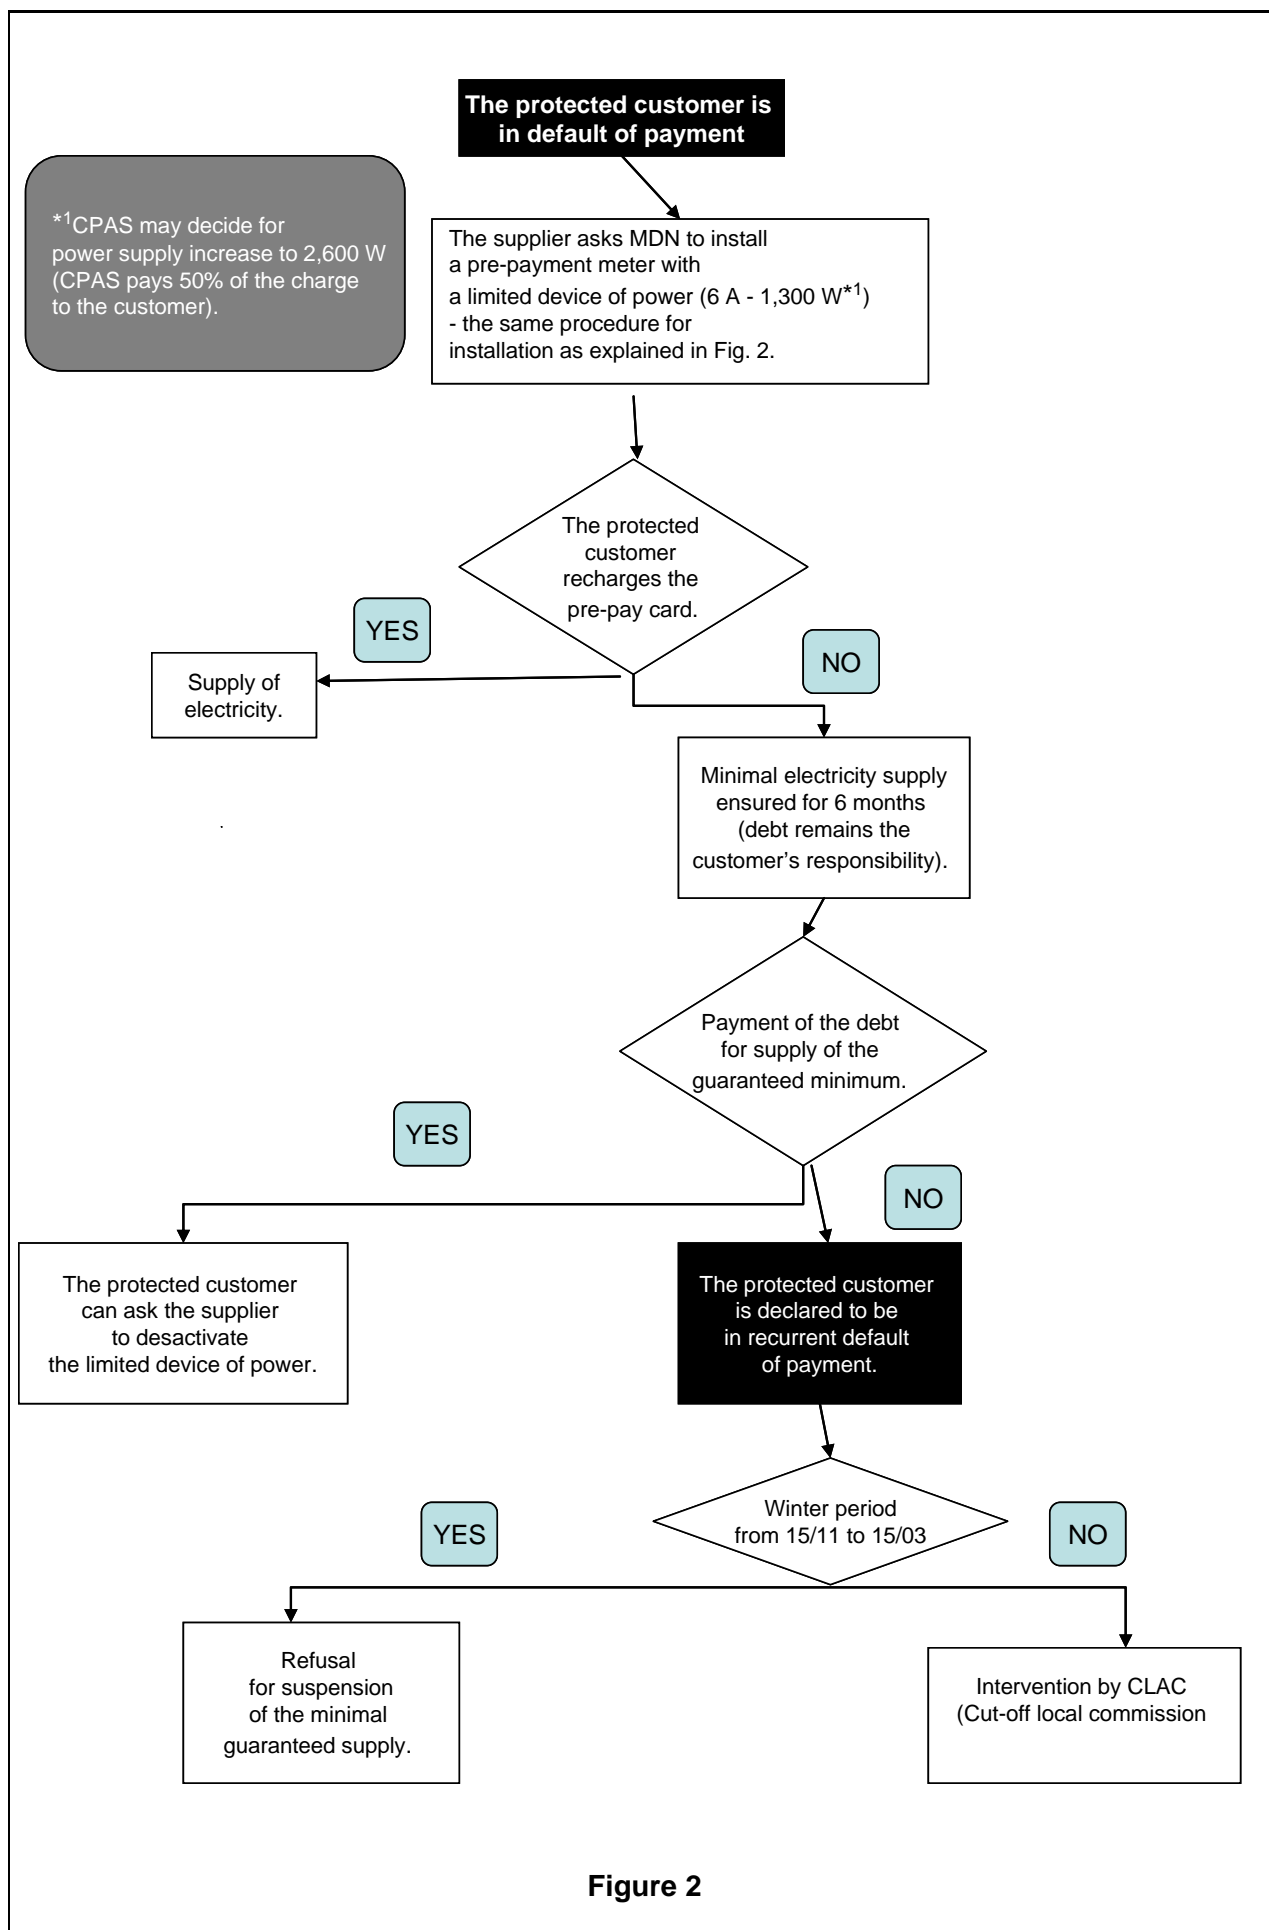 The protected customer is
in default of payment
*¹CPAS may decide for
power supply increase to 2,600 W
(CPAS pays 50% of the charge
to the customer).
The supplier asks MDN to install
a pre-payment meter with
a limited device of power (6 A - 1,300 W*¹)
- the same procedure for
installation as explained in Fig. 2.
The protected
customer
recharges the
pre-pay card.
YES
NO
Supply of
electricity.
Minimal electricity supply
ensured for 6 months
(debt remains the
customer’s responsibility).
Payment of the debt
for supply of the
guaranteed minimum.
YES
NO
The protected customer
can ask the supplier
to desactivate
the limited device of power.
The protected customer
is declared to be
in recurrent default
of payment.
Winter period
from 15/11 to 15/03
YES
NO
Refusal
for suspension
of the minimal
guaranteed supply.
Intervention by CLAC
(Cut-off local commission
Figure 2